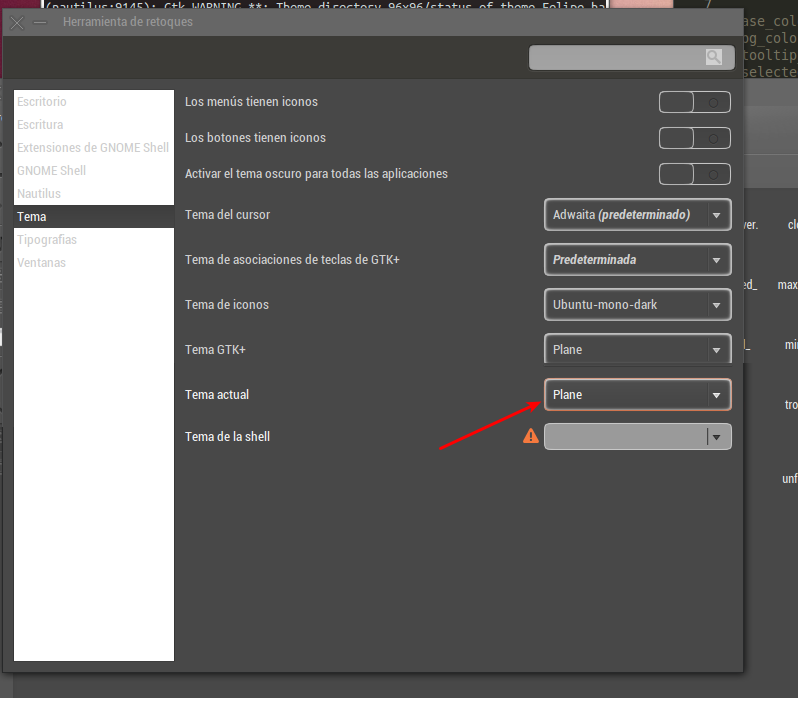 (nautilus:9145): Gtk-WARNING **: Theme directory 96x96/status of theme Felipe ha
Herramienta de retoques
ase_col
bg_colo
tooltip
selecte
Escritorio
Escritura
Extensiones de GNOME Shell
GNOME Shell
Nautilus
Tema
Tipografias
Ventanas
Los menús tienen iconos
Los botones tienen iconos
Activar el tema oscuro para todas las aplicaciones
Tema del cursor
Adwaita (predeterminado)
Tema de asociaciones de teclas de GTK+
Predeterminada
Tema de iconos
Ubuntu-mono-dark
Tema GTK+
Plane
Tema actual
Plane
Tema de la shell
ver.
cl
ed_
max
l_
mi
tro
unf